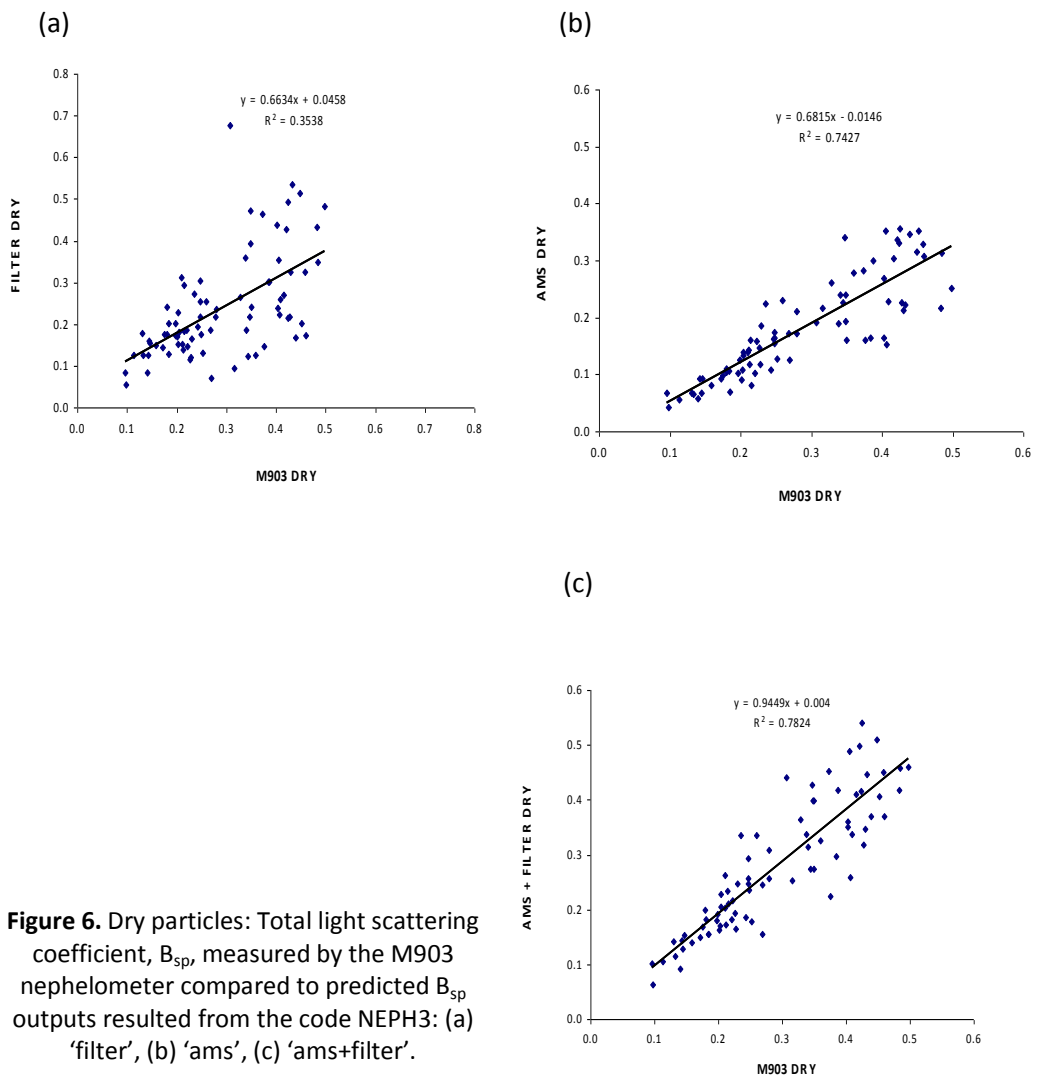 (a)
0.8
0.7
0.6
0.5
0.4
0.3
0.2
0.1
0.0
0.0 0.1 0.2 0.3 0.4 0.5 0.6 0.7 0.8
y = 0.6634x + 0.0458
R² = 0.3538
FILTER DRY
M903 DRY
(b)
0.6
0.5
0.4
0.3
0.2
0.1
0.0
0.0 0.1 0.2 0.3 0.4 0.5 0.6
y = 0.6815x - 0.0146
R² = 0.7427
AMS DRY
M903 DRY
(c)
0.6
0.5
0.4
0.3
0.2
0.1
0.0
0.0 0.1 0.2 0.3 0.4 0.5 0.6
y = 0.9449x + 0.004
R² = 0.7824
AMS + FILTER DRY
M903 DRY
Figure 6. Dry particles: Total light scattering
coefficient, Bsp, measured by the M903
nephelometer compared to predicted Bsp
outputs resulted from the code NEPH3: (a)
‘filter’, (b) ‘ams’, (c) ‘ams+filter’.